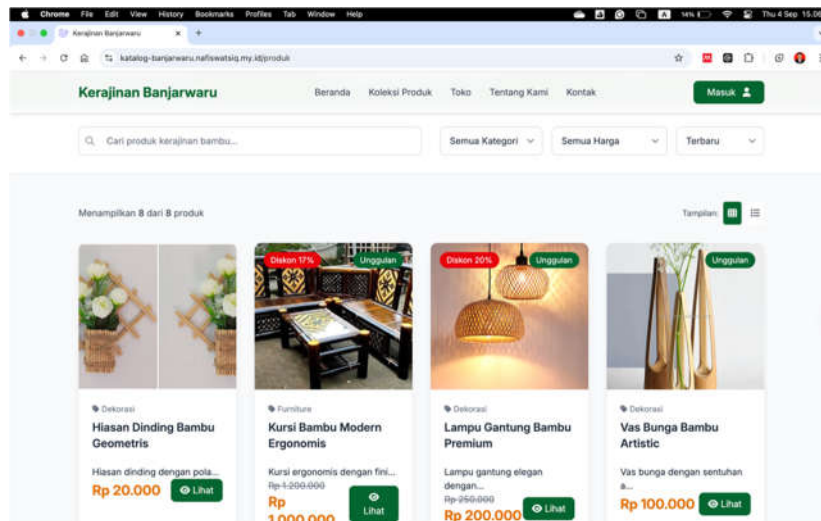 Chrome File Edit View History Bookmarks Profiles Tab Window Help
Thu 4 Sep 15.06
Kerajinan Banjarwaru
katalog-banjarwaru.nafiswatsiq.my.id/produk
Kerajinan Banjarwaru Beranda Koleksi Produk Toko Tentang Kami Kontak Masuk
Cari produk kerajinan bambu... Semua Kategori Semua Harga Terbaru
Menampilkan 8 dari 8 produk Tampilan:
Diskon 17% Unggulan Diskon 20% Unggulan Unggulan
Dekorasi
Hiasan Dinding Bambu
Geometris
Hiasan dinding dengan pola...
Rp 20.000 Lihat
Furniture
Kursi Bambu Modern
Ergonomis
Kursi ergonomis dengan fini...
Rp 1.200.000
Rp
1.000.000 Lihat
Dekorasi
Lampu Gantung Bambu
Premium
Lampu gantung elegan
dengan...
Rp 250.000
Rp 200.000 Lihat
Dekorasi
Vas Bunga Bambu
Artistic
Vas bunga dengan sentuhan
a...
Rp 100.000 Lihat